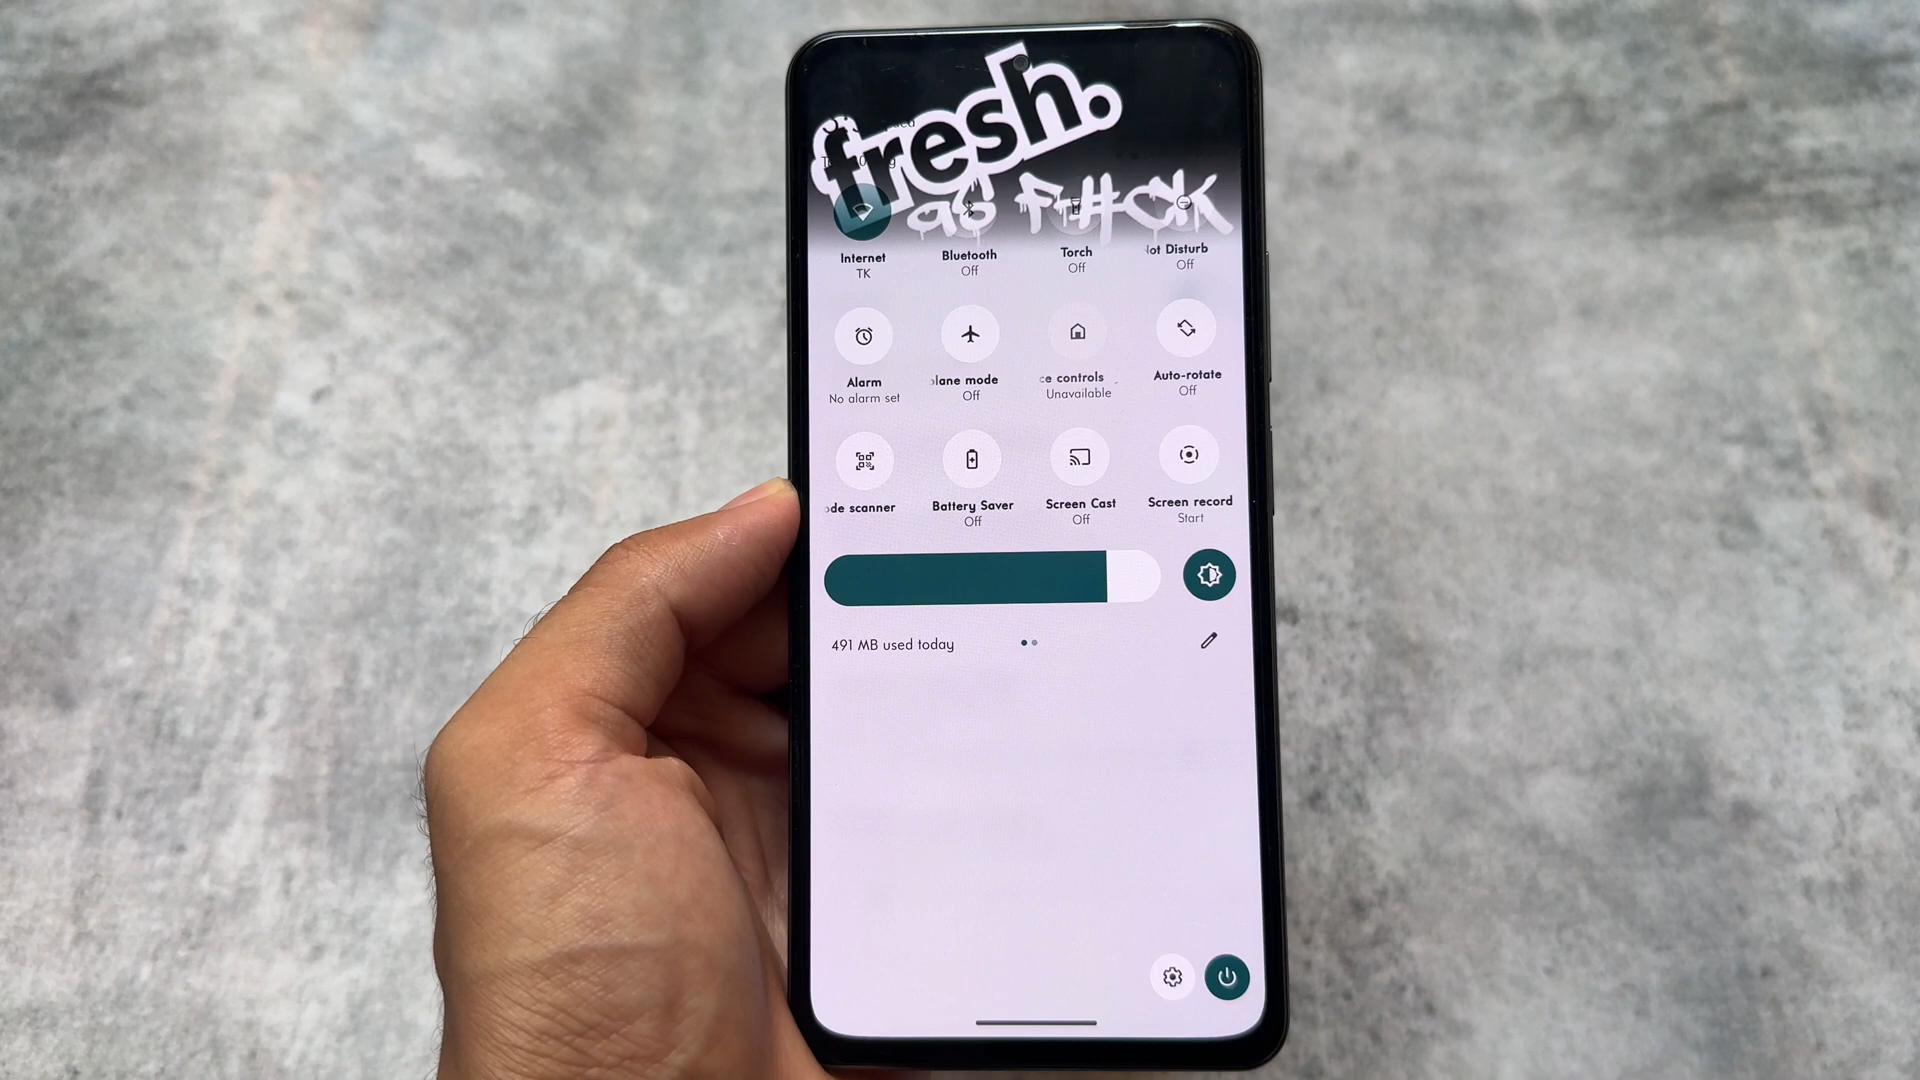 fresh.
as F#CK
Internet
TK
Bluetooth
Off
Torch
Off
ot Disturb
Off
Alarm
No alarm set
lane mode
Off
ce controls
Unavailable
Auto-rotate
Off
de scanner
Battery Saver
Off
Screen Cast
Off
Screen record
Start
491 MB used today